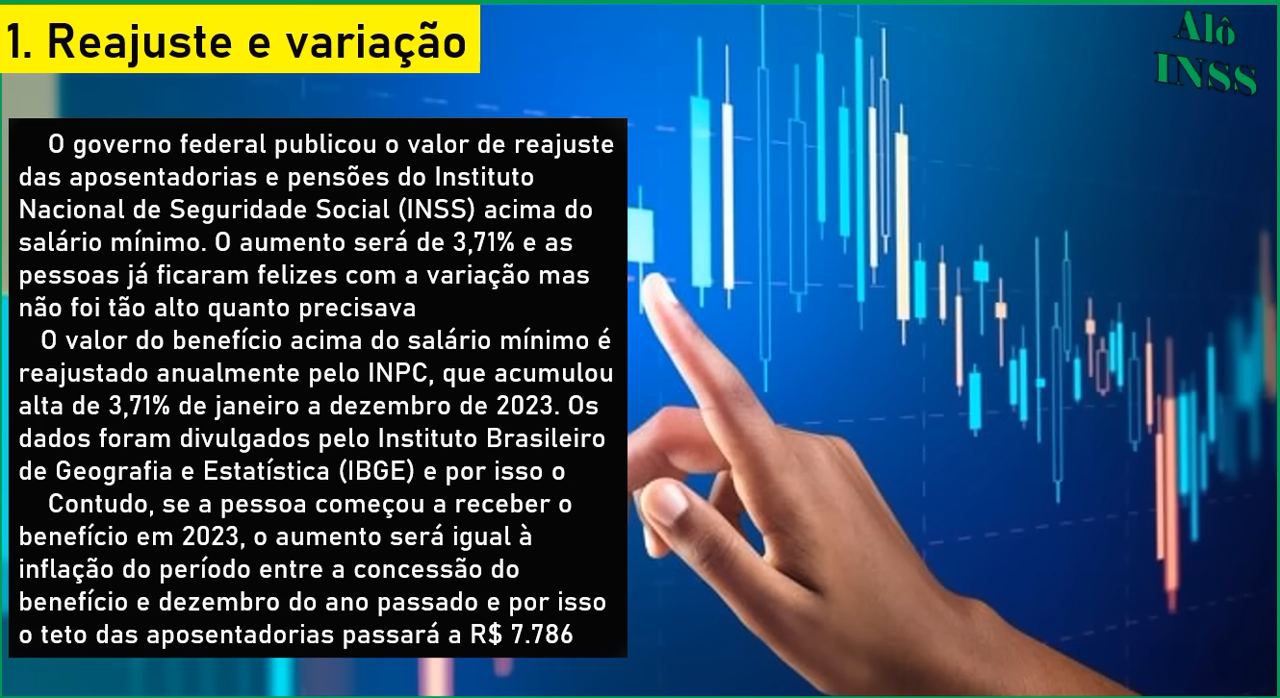 1. Reajuste e variação
Alô
INSS
O governo federal publicou o valor de reajuste
das aposentadorias e pensões do Instituto
Nacional de Seguridade Social (INSS) acima do
salário mínimo. O aumento será de 3,71% e as
pessoas já ficaram felizes com a variação mas
não foi tão alto quanto precisava
O valor do benefício acima do salário mínimo é
reajustado anualmente pelo INPC, que acumulou
alta de 3,71% de janeiro a dezembro de 2023. Os
dados foram divulgados pelo Instituto Brasileiro
de Geografia e Estatística (IBGE) e por isso o
Contudo, se a pessoa começou a receber o
benefício em 2023, o aumento será igual à
inflação do período entre a concessão do
benefício e dezembro do ano passado e por isso
o teto das aposentadorias passará a R$ 7.786